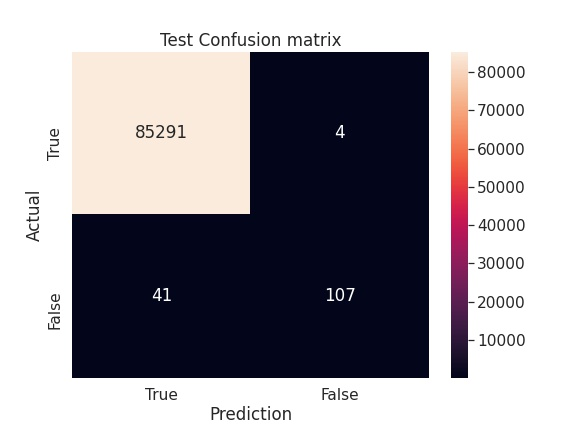 Test Confusion matrix
Actual
True
85291 4
False
41 107
True False
Prediction
80000
70000
60000
50000
40000
30000
20000
10000